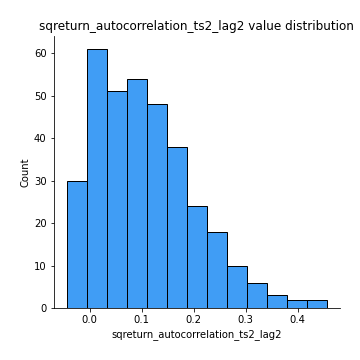 sqreturn_autocorrelation_ts2_lag2 value distribution
60
50
40
30
20
10
0
Count
0.0 0.1 0.2 0.3 0.4
sqreturn_autocorrelation_ts2_lag2